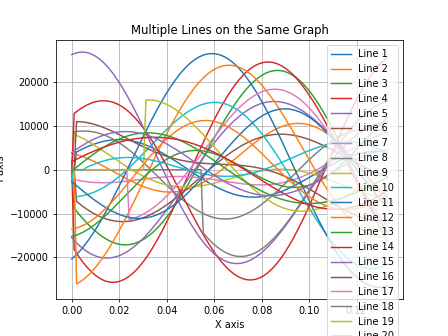 Multiple Lines on the Same Graph
20000
10000
0
−10000
−20000
0.00 0.02 0.04 0.06 0.08 0.10
X axis
axis
Line 1
Line 2
Line 3
Line 4
Line 5
Line 6
Line 7
Line 8
Line 9
Line 10
Line 11
Line 12
Line 13
Line 14
Line 15
Line 16
Line 17
Line 18
Line 19
Line 20